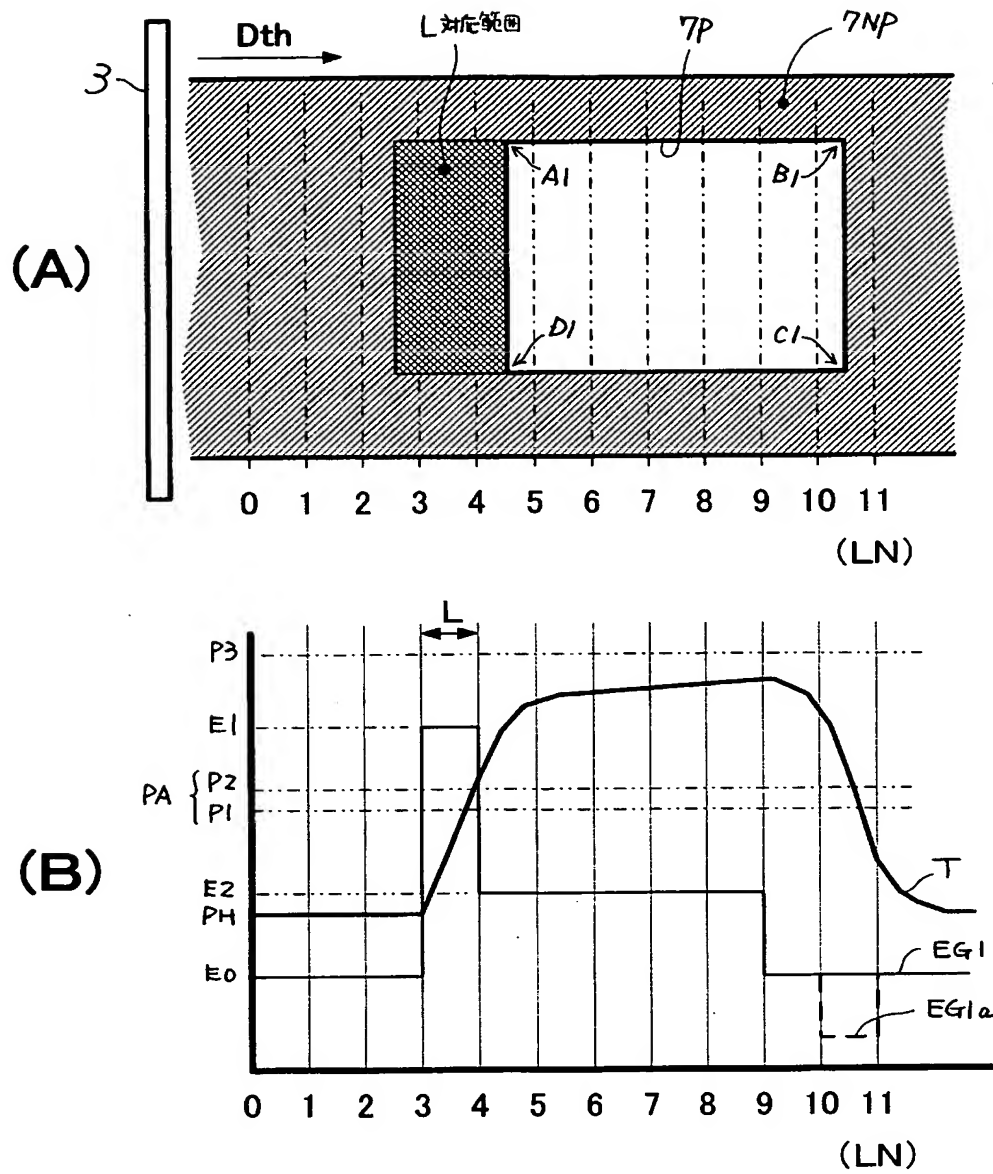 Dth
L対応範囲
7P
7NP
3
A1
B1
(A)
D1
C1
0 1 2 3 4 5 6 7 8 9 10 11
(LN)
L
P3
E1
PA
P2
P1
(B)
E2
PH
T
E0
EG1
EG1a
0 1 2 3 4 5 6 7 8 9 10 11
(LN)